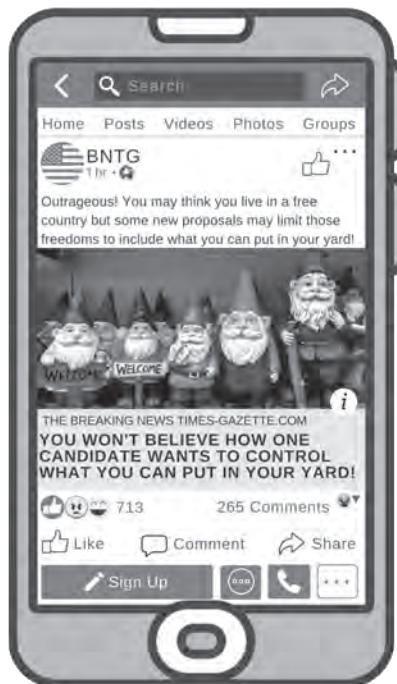 Search
Home Posts Videos Photos Groups
BNTG
1 hr •
Outrageous! You may think you live in a free
country but some new proposals may limit those
freedoms to include what you can put in your yard!
WELCOME WELCOME
i
THE BREAKING NEWS TIMES-GAZETTE.COM
YOU WON'T BELIEVE HOW ONE
CANDIDATE WANTS TO CONTROL
WHAT YOU CAN PUT IN YOUR YARD!
713 265 Comments
Like Comment Share
Sign Up